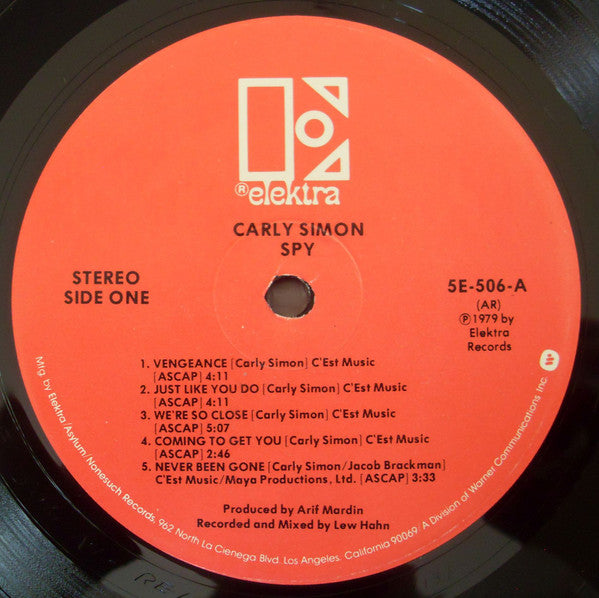 ®elektra
CARLY SIMON
SPY
STEREO
SIDE ONE
5E-506-A
(AR)
Ⓟ1979 by
Elektra
Records
1. VENGEANCE [Carly Simon] C'Est Music
[ASCAP] 4:11
2. JUST LIKE YOU DO [Carly Simon] C'Est Music
[ASCAP] 4:11
3. WE'RE SO CLOSE [Carly Simon] C'Est Music
[ASCAP] 5:07
4. COMING TO GET YOU [Carly Simon] C'Est Music
[ASCAP] 2:46
5. NEVER BEEN GONE [Carly Simon/Jacob Brackman]
C'Est Music/Maya Productions, Ltd. [ASCAP] 3:33
Produced by Arif Mardin
Recorded and Mixed by Lew Hahn
Mfg. by Elektra/Asylum/Nonesuch Records, 962 North La Cienega Blvd. Los Angeles, California 90069. A Division of Warner Communications Inc.